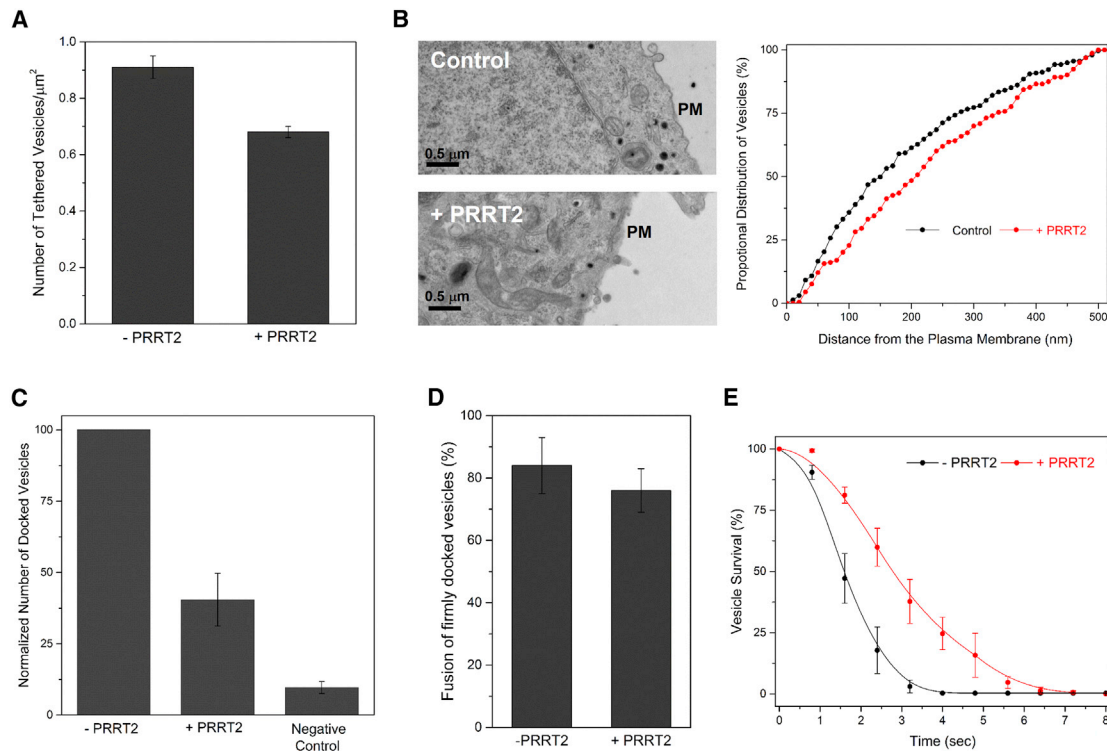 A
Number of Tethered Vesicles/μm²
1.0
0.8
0.6
0.4
0.2
0.0
- PRRT2
+ PRRT2
B
Control
PM
0.5 μm
+ PRRT2
PM
0.5 μm
Propotional Distribution of Vesicles (%)
100
75
50
25
0
Control
+ PRRT2
0
100
200
300
400
500
Distance from the Plasma Membrane (nm)
C
Normalized Number of Docked Vesicles
100
75
50
25
0
- PRRT2
+ PRRT2
Negative
Control
D
Fusion of firmly docked vesicles (%)
100
80
60
40
20
0
-PRRT2
+ PRRT2
E
Vesicle Survival (%)
100
75
50
25
0
- PRRT2
+ PRRT2
0
1
2
3
4
5
6
7
8
Time (sec)